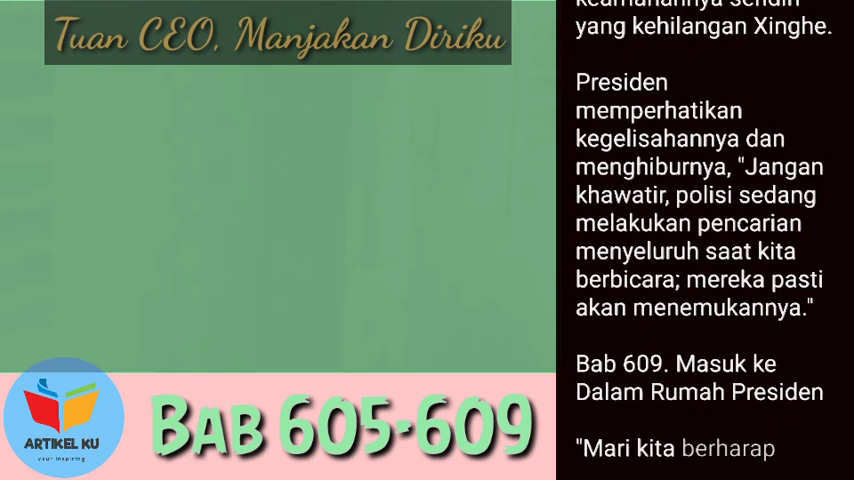 Tuan CEO, Manjakan Diriku
yang kehilangan Xinghe.
Presiden
memperhatikan
kegelisahannya dan
menghiburnya, "Jangan
khawatir, polisi sedang
melakukan pencarian
menyeluruh saat kita
berbicara; mereka pasti
akan menemukannya."
Bab 609. Masuk ke
Dalam Rumah Presiden
"Mari kita berharap
ARTIKEL KU
your inspiring
Bab 605-609